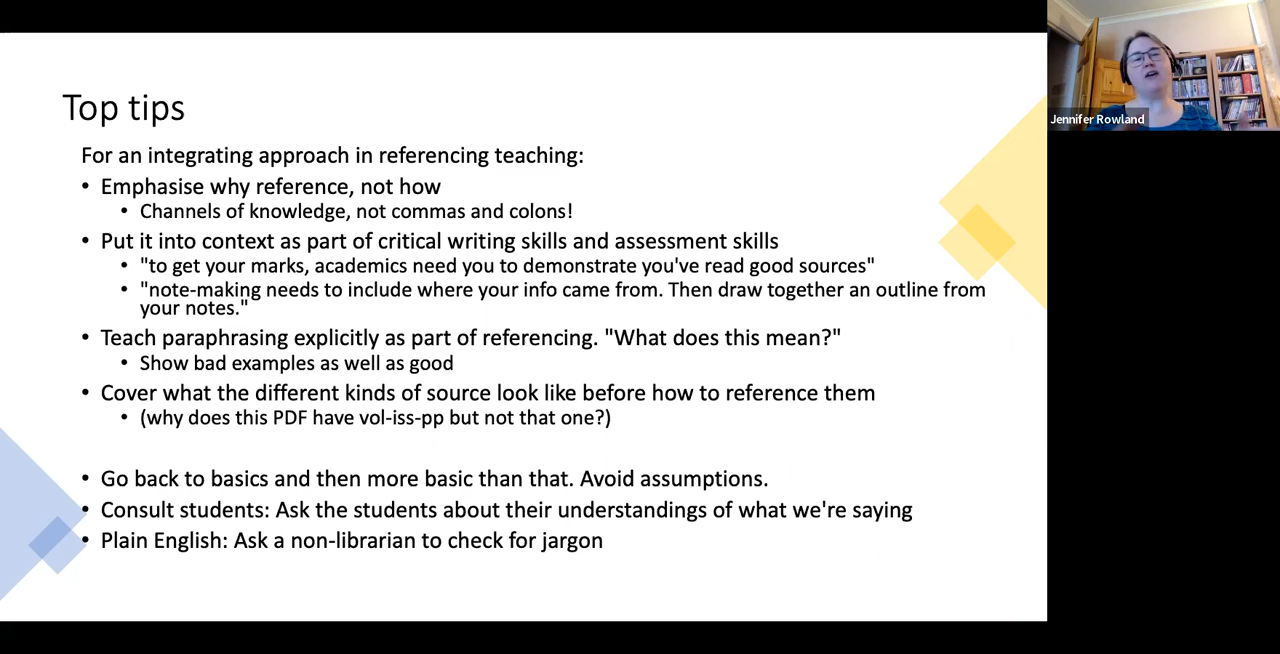 Top tips
For an integrating approach in referencing teaching:
• Emphasise why reference, not how
• Channels of knowledge, not commas and colons!
• Put it into context as part of critical writing skills and assessment skills
• "to get your marks, academics need you to demonstrate you've read good sources"
• "note-making needs to include where your info came from. Then draw together an outline from
your notes."
• Teach paraphrasing explicitly as part of referencing. "What does this mean?"
• Show bad examples as well as good
• Cover what the different kinds of source look like before how to reference them
• (why does this PDF have vol-iss-pp but not that one?)
• Go back to basics and then more basic than that. Avoid assumptions.
• Consult students: Ask the students about their understandings of what we're saying
• Plain English: Ask a non-librarian to check for jargon
Jennifer Rowland